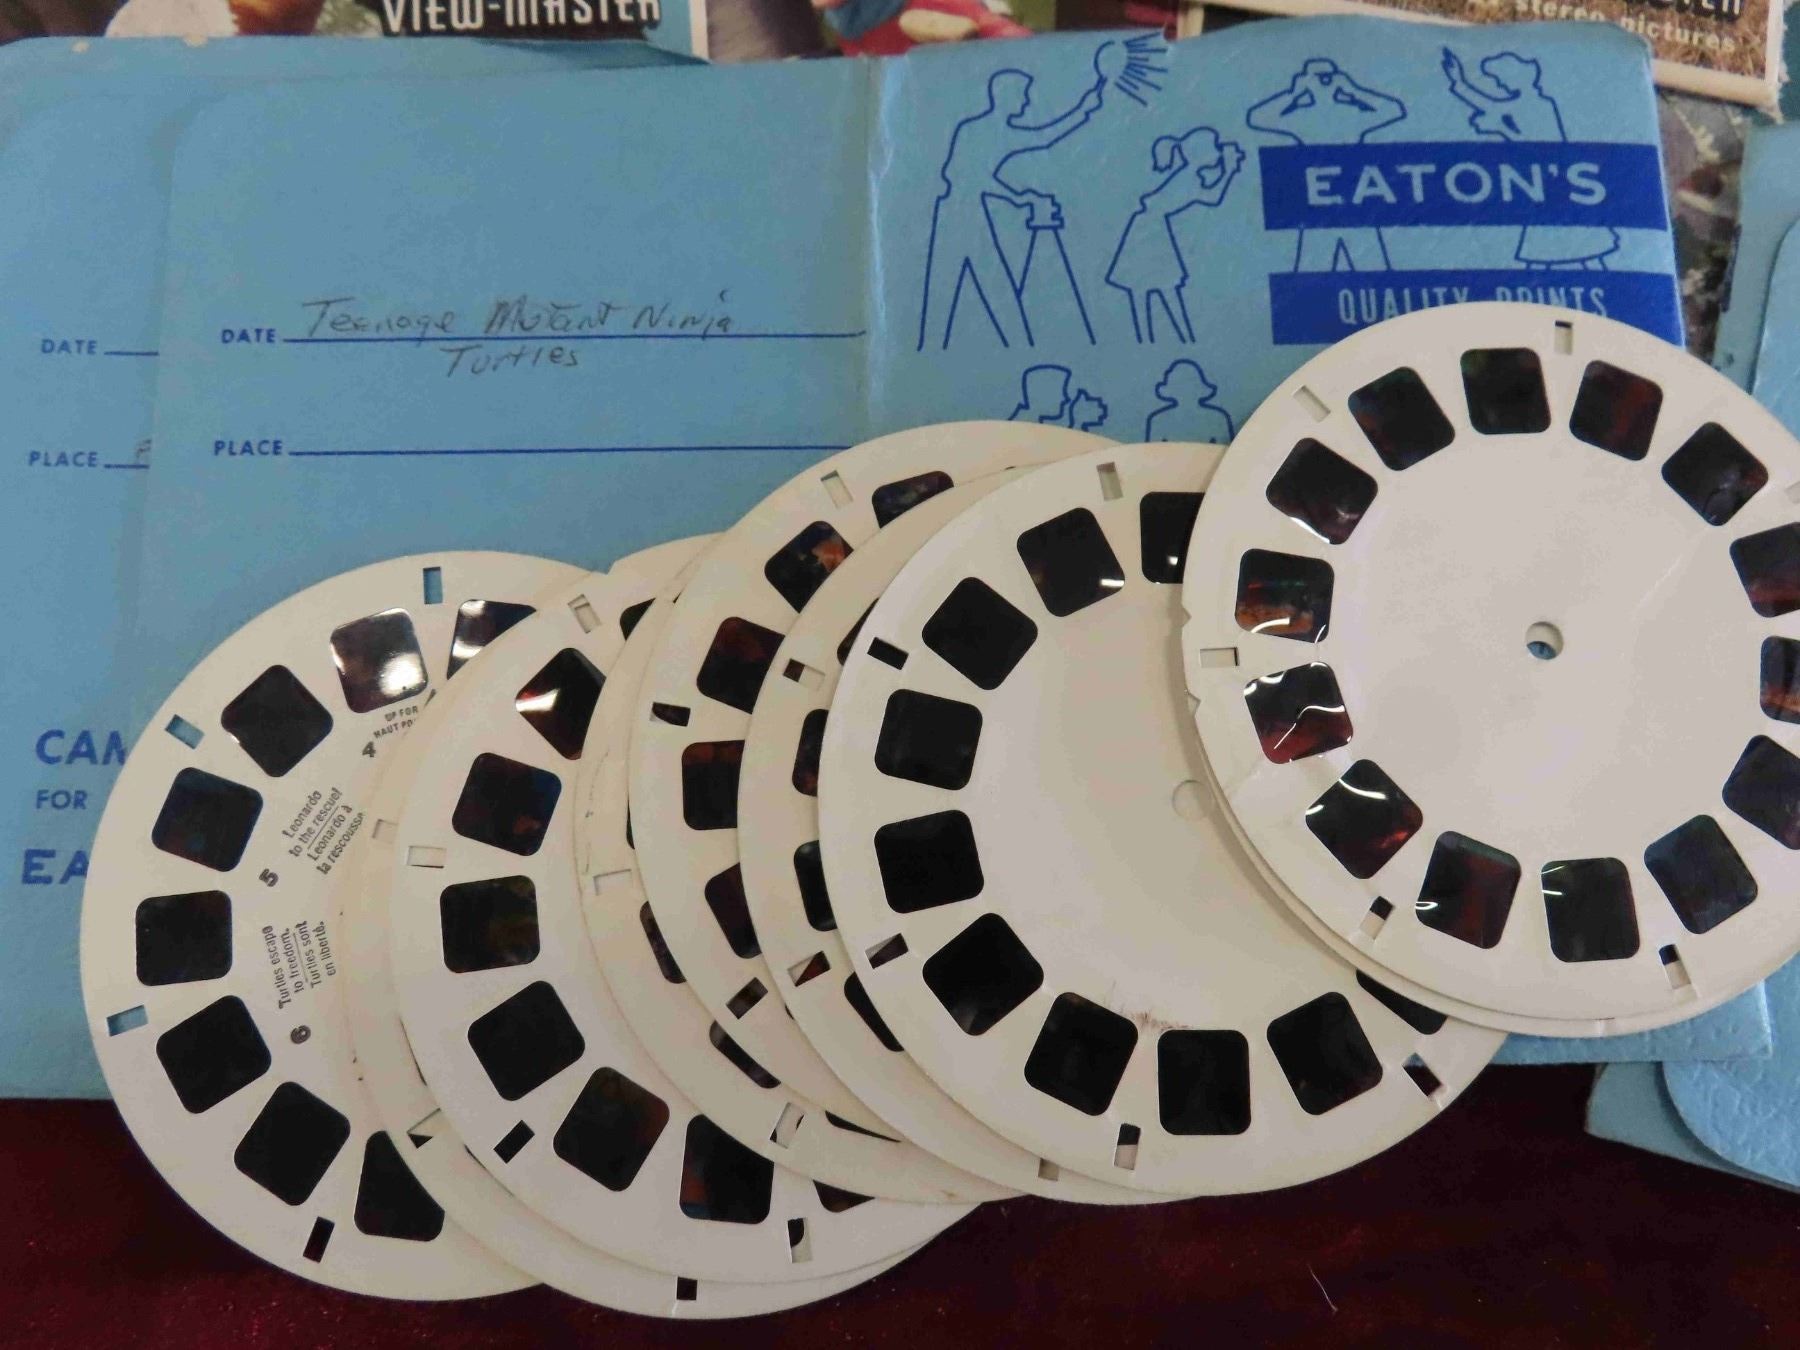 VIEW-MASTER
stereo pictures
EATON'S
QUALITY PRINTS
DATE
DATE Teenage Mutant Ninja
Turtles
PLACE
PLACE
CAM
FOR
EA
UP FOR
HAUT PO
4
Leonardo
to the rescue!
Leonardo à
la rescousse
5
Turtles escape
to freedom.
Turtles sont
en liberté.
6